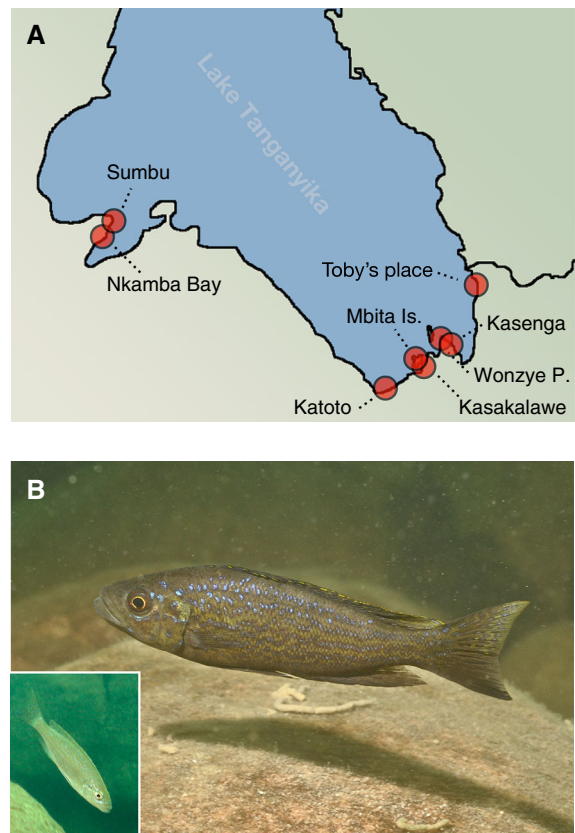 A
Lake Tanganyika
Sumbu
Nkamba Bay
Toby's place
Mbita Is.
Kasenga
Wonzye P.
Katoto
Kasakalawe
B